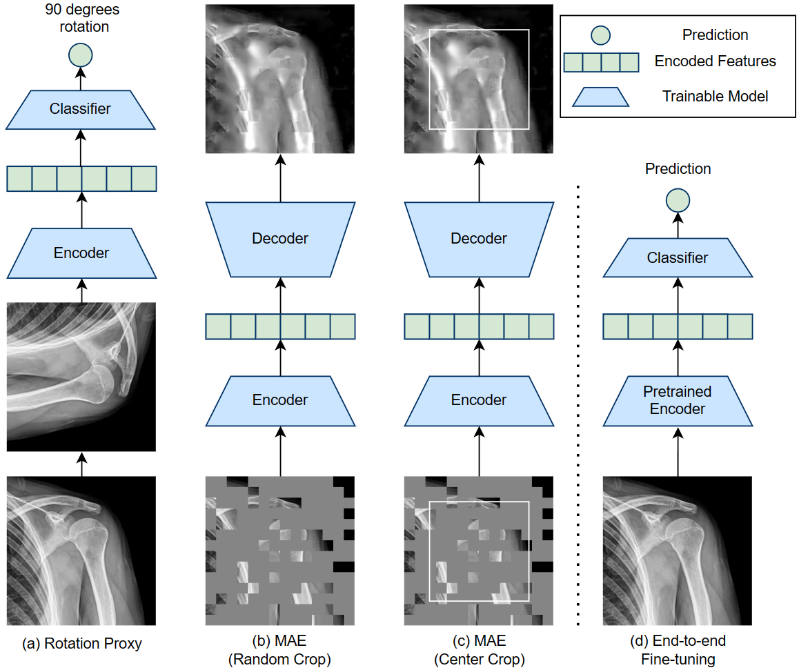 90 degrees
rotation
Classifier
Encoder
(a) Rotation Proxy
Decoder
Encoder
(b) MAE
(Random Crop)
Decoder
Encoder
(c) MAE
(Center Crop)
Prediction
Encoded Features
Trainable Model
Prediction
Classifier
Pretrained
Encoder
(d) End-to-end
Fine-tuning